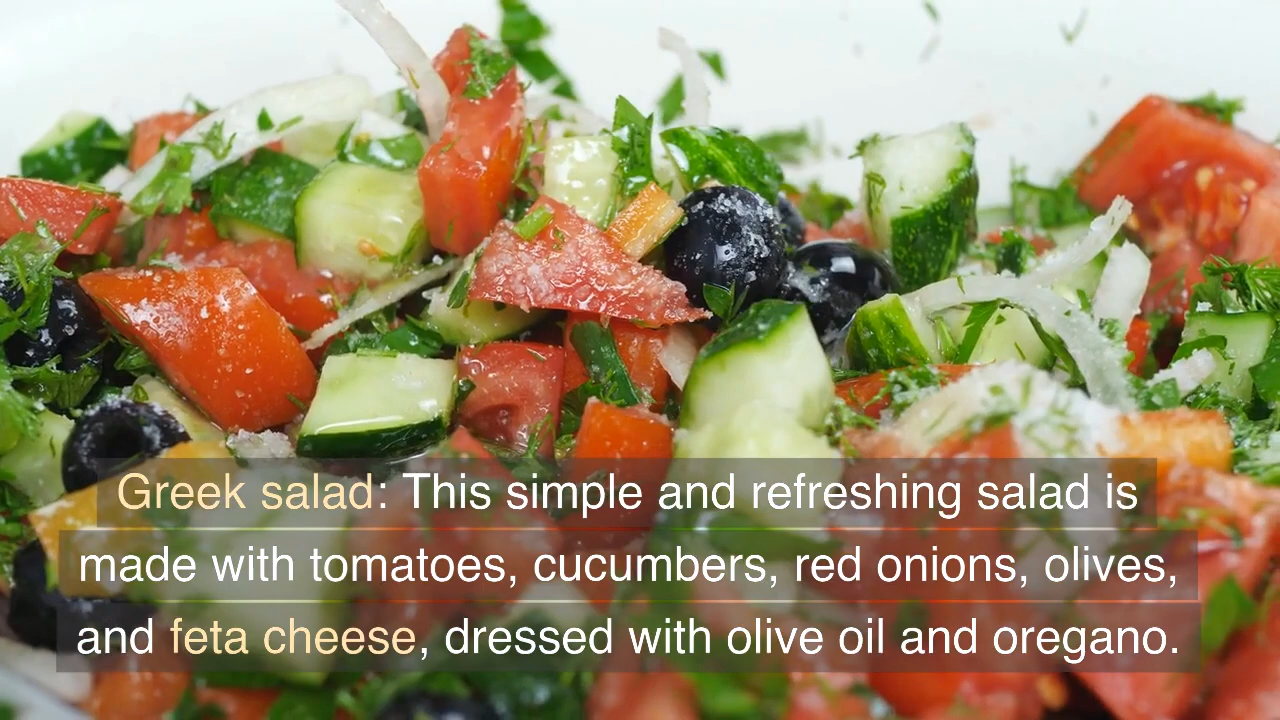 Greek salad: This simple and refreshing salad is
made with tomatoes, cucumbers, red onions, olives,
and feta cheese, dressed with olive oil and oregano.